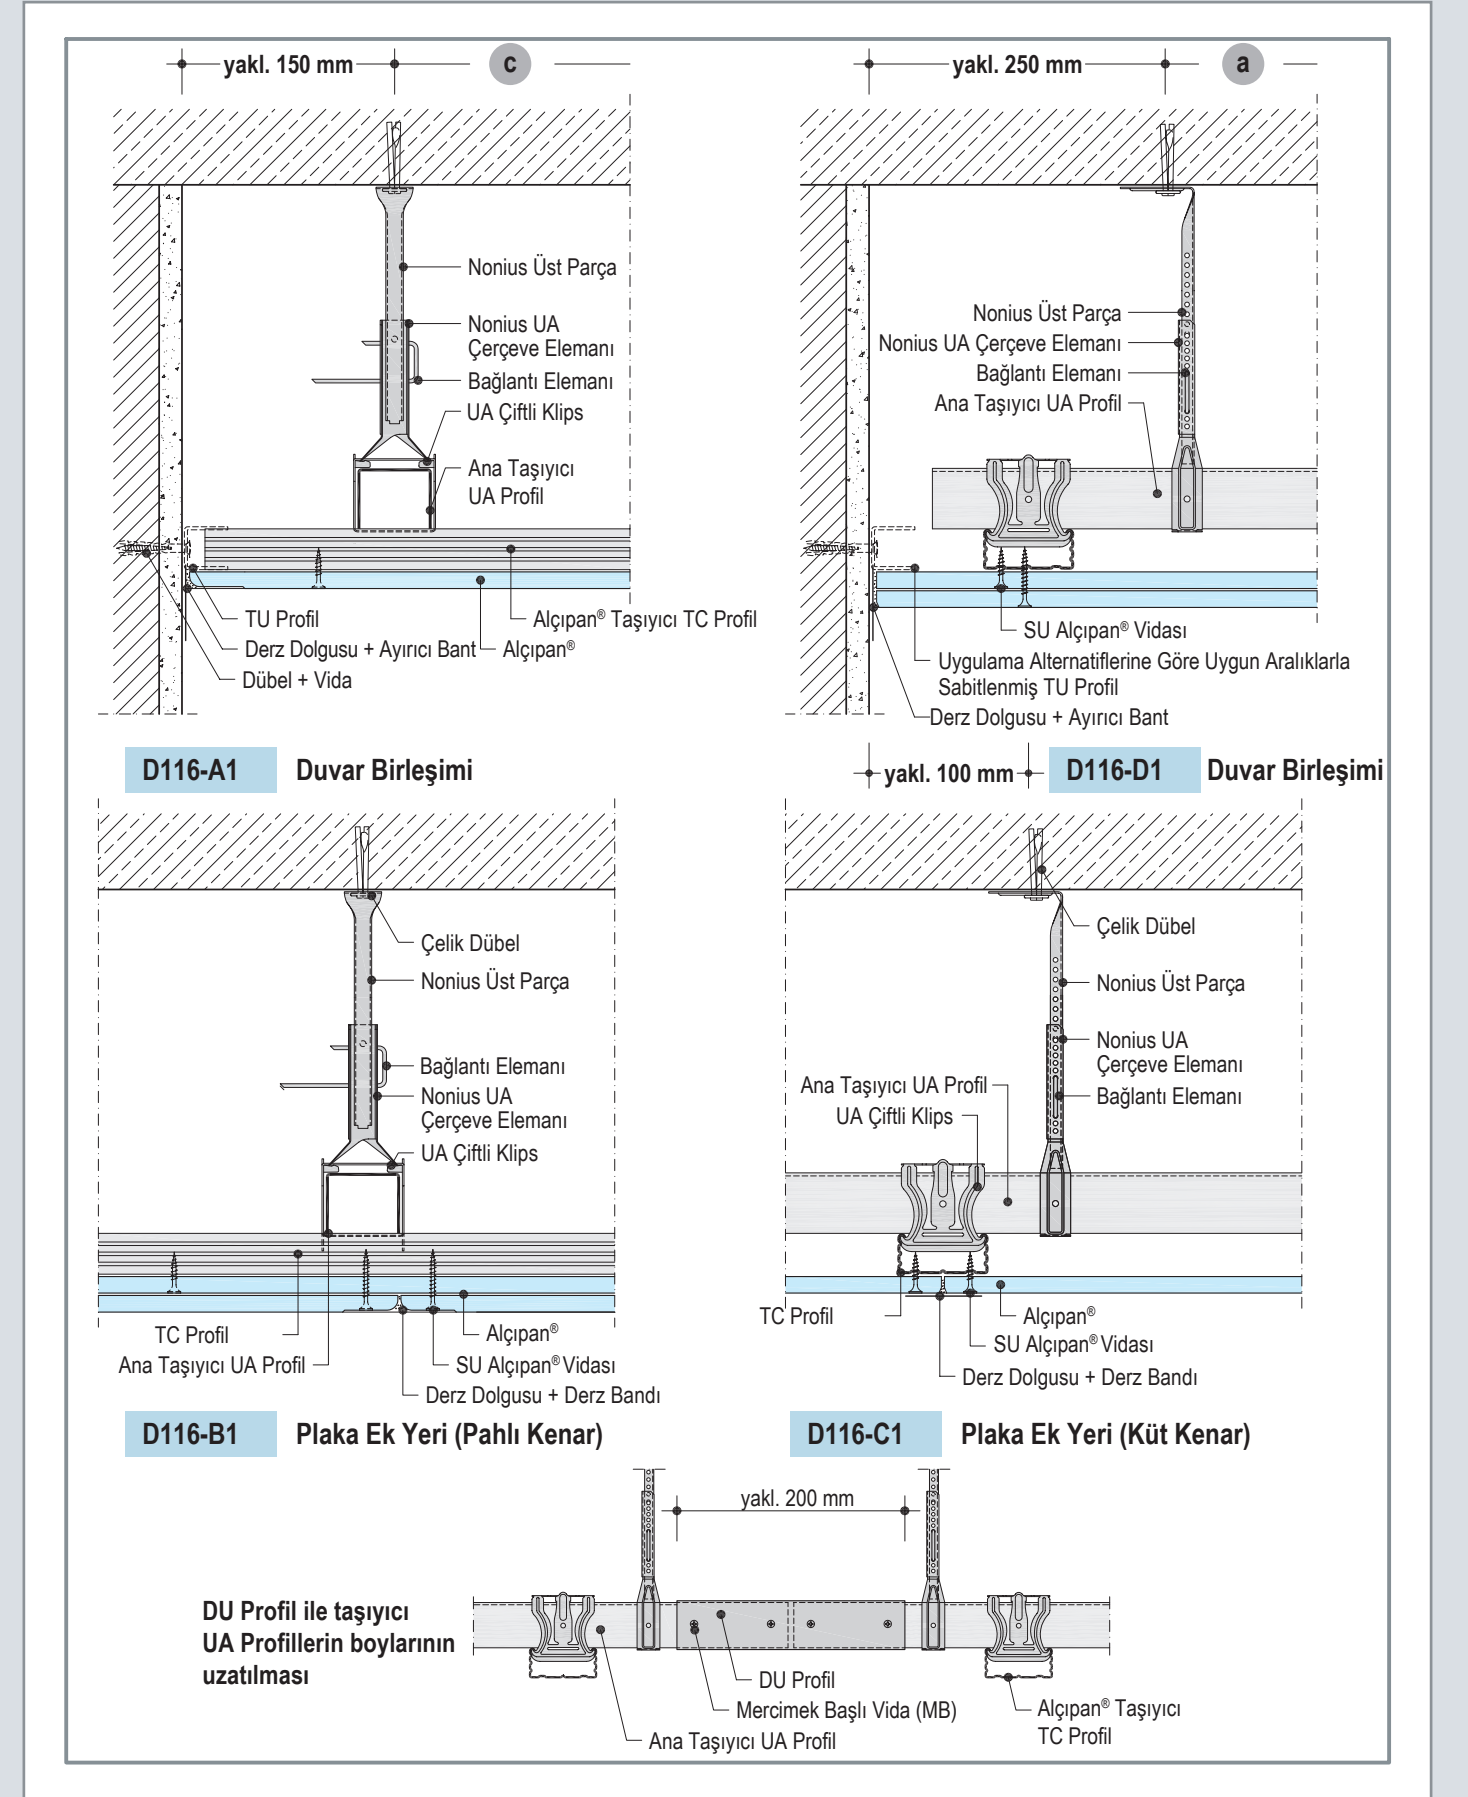 yakl. 150 mm
c
yakl. 250 mm
a
Nonius Üst Parça
Nonius UA
Çerçeve Elemanı
Bağlantı Elemanı
UA Çiftli Klips
Ana Taşıyıcı
UA Profil
TU Profil
Derz Dolgusu + Ayırıcı Bant
Dübel + Vida
Alçıpan® Taşıyıcı TC Profil
Alçıpan®
Nonius Üst Parça
Nonius UA Çerçeve Elemanı
Bağlantı Elemanı
Ana Taşıyıcı UA Profil
SU Alçıpan® Vidası
Uygulama Alternatiflerine Göre Uygun Aralıklarla
Sabitlenmiş TU Profil
Derz Dolgusu + Ayırıcı Bant
D116-A1 Duvar Birleşimi
yakl. 100 mm
D116-D1 Duvar Birleşimi
Çelik Dübel
Nonius Üst Parça
Bağlantı Elemanı
Nonius UA
Çerçeve Elemanı
UA Çiftli Klips
TC Profil
Ana Taşıyıcı UA Profil
Alçıpan®
SU Alçıpan® Vidası
Derz Dolgusu + Derz Bandı
Çelik Dübel
Nonius Üst Parça
Nonius UA
Çerçeve Elemanı
Bağlantı Elemanı
Ana Taşıyıcı UA Profil
UA Çiftli Klips
TC Profil
Alçıpan®
SU Alçıpan® Vidası
Derz Dolgusu + Derz Bandı
D116-B1 Plaka Ek Yeri (Pahlı Kenar)
D116-C1 Plaka Ek Yeri (Küt Kenar)
yakl. 200 mm
DU Profil ile taşıyıcı
UA Profillerin boylarının
uzatılması
DU Profil
Mercimek Başlı Vida (MB)
Ana Taşıyıcı UA Profil
Alçıpan® Taşıyıcı
TC Profil